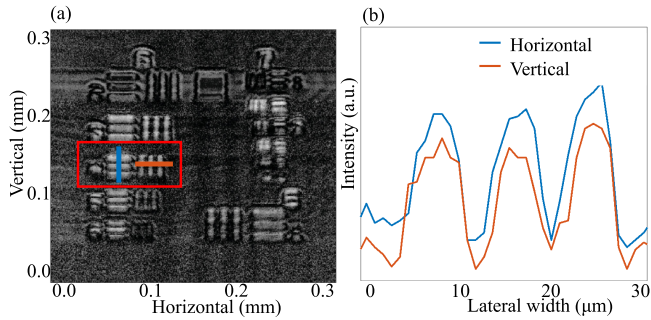 (a)
(b)
0.3
0.2
0.1
0.0
Vertical (mm)
0.0 0.1 0.2 0.3
Horizontal (mm)
Horizontal
Vertical
Intensity (a.u.)
0 10 20 30
Lateral width (μm)